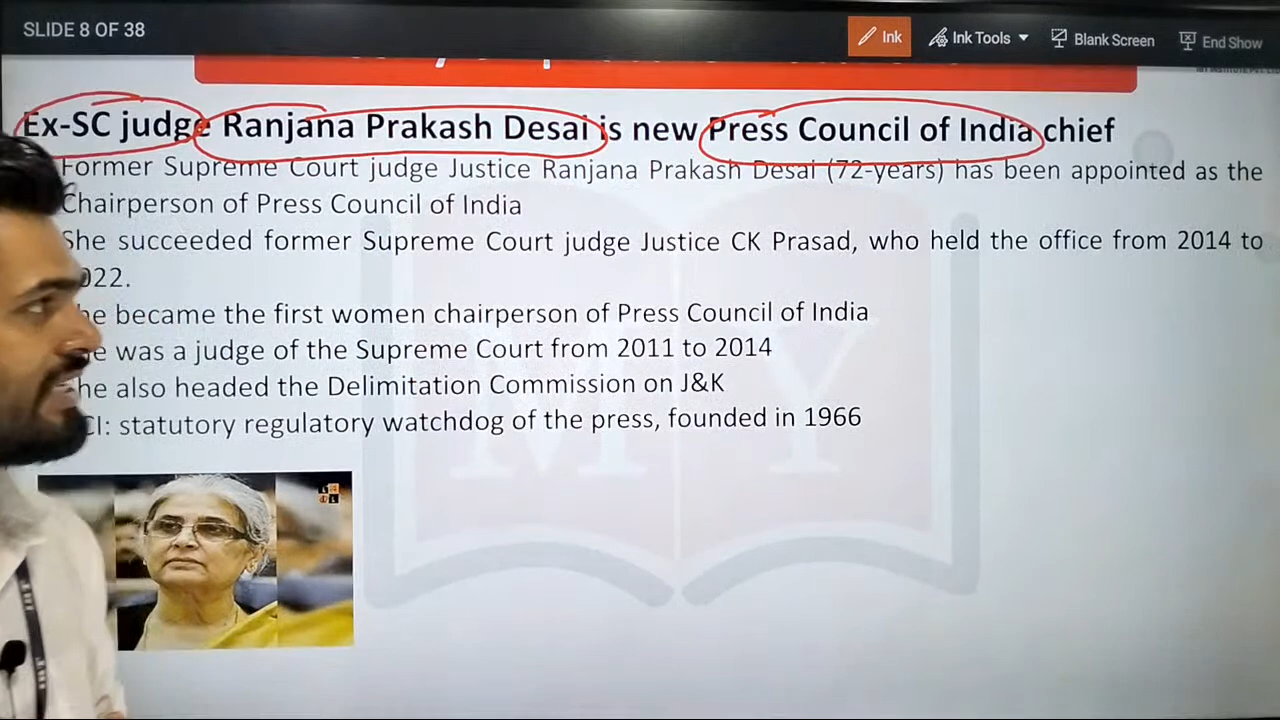 SLIDE 8 OF 38
Ink
Ink Tools
Blank Screen
End Show
Ex-SC judge Ranjana Prakash Desai is new Press Council of India chief
Former Supreme Court judge Justice Ranjana Prakash Desai (72-years) has been appointed as the
Chairperson of Press Council of India
She succeeded former Supreme Court judge Justice CK Prasad, who held the office from 2014 to
022.
he became the first women chairperson of Press Council of India
e was a judge of the Supreme Court from 2011 to 2014
he also headed the Delimitation Commission on J&K
CI: statutory regulatory watchdog of the press, founded in 1966
M Y